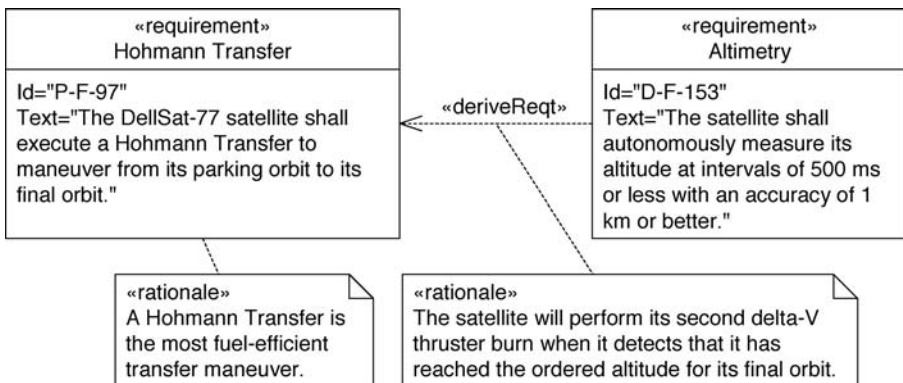 «requirement»
Hohmann Transfer
Id="P-F-97"
Text="The DellSat-77 satellite shall
execute a Hohmann Transfer to
maneuver from its parking orbit to its
final orbit."
«deriveReqt»
«requirement»
Altimetry
Id="D-F-153"
Text="The satellite shall
autonomously measure its
altitude at intervals of 500 ms
or less with an accuracy of 1
km or better."
«rationale»
A Hohmann Transfer is
the most fuel-efficient
transfer maneuver.
«rationale»
The satellite will perform its second delta-V
thruster burn when it detects that it has
reached the ordered altitude for its final orbit.